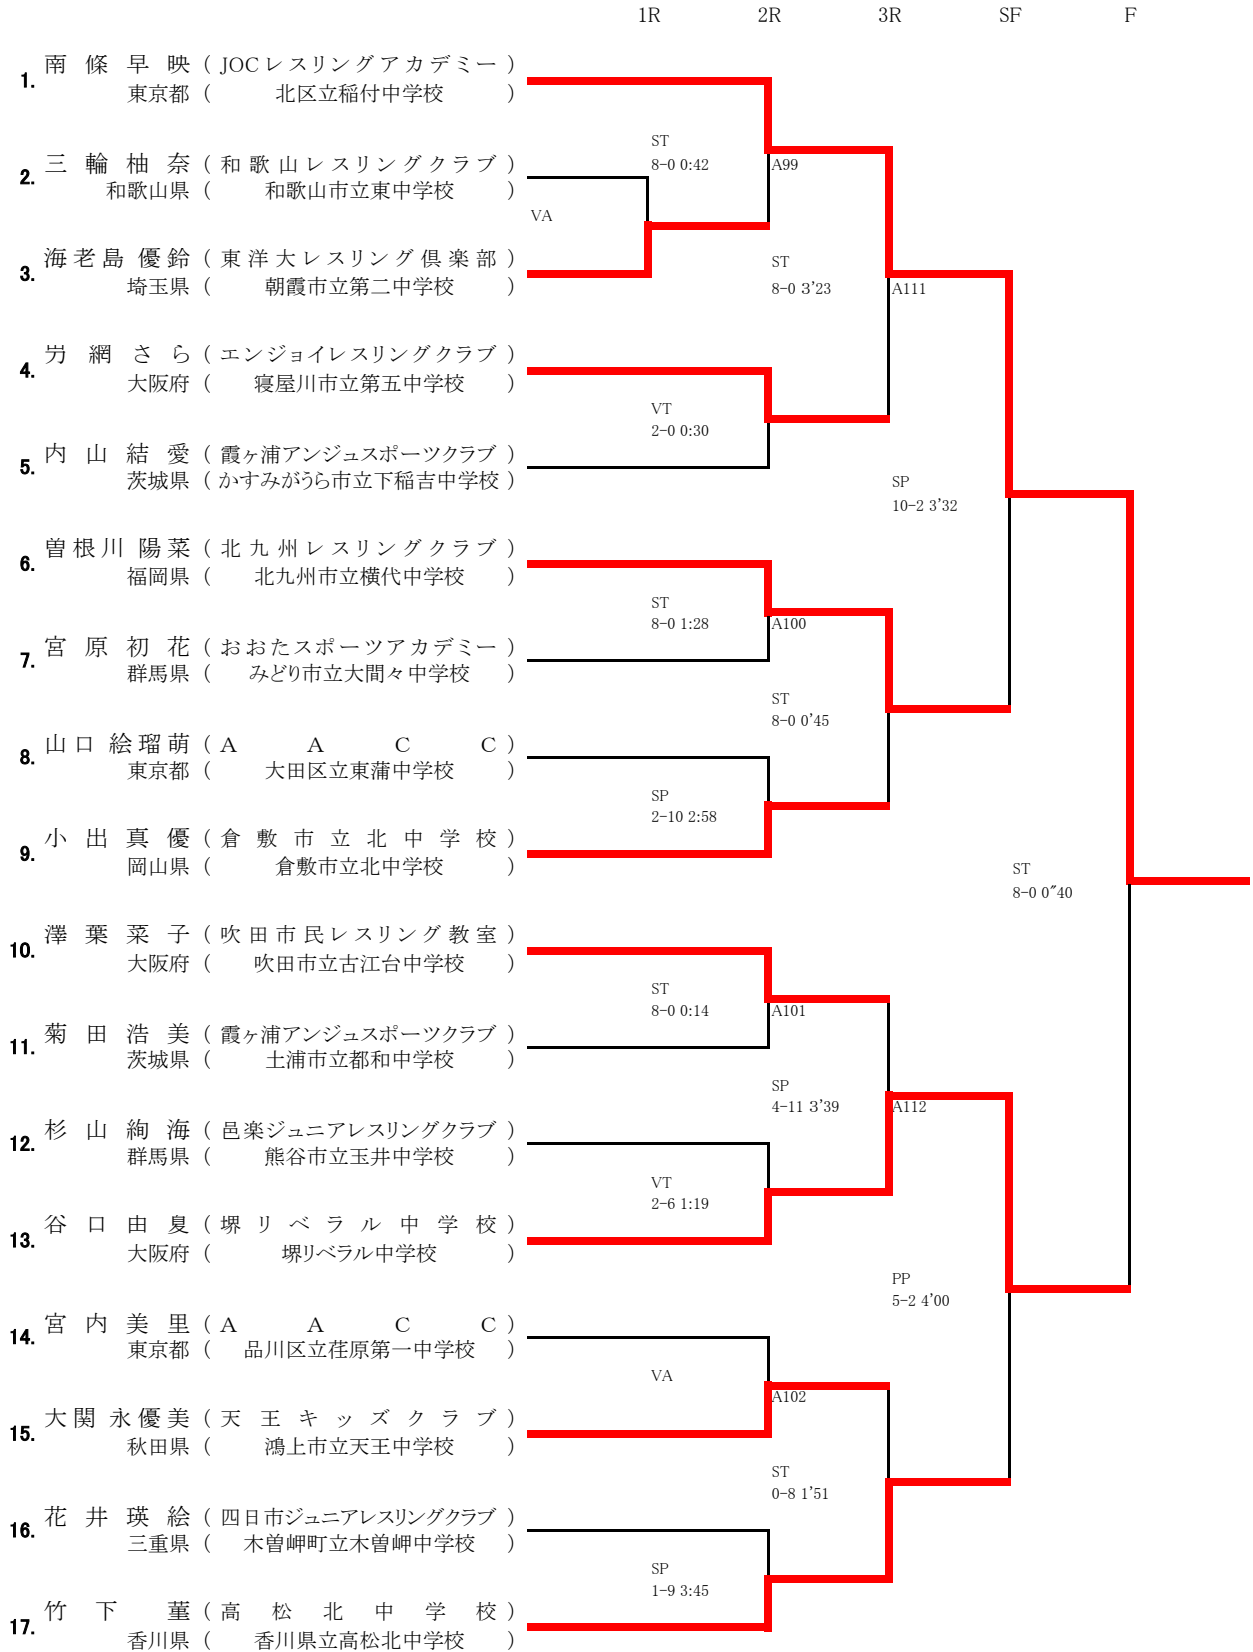 1R 2R 3R SF F
南條早映(JOCレスリングアカデミー)
1.
東京都(北区立稲付中学校)
ST
8-0 0:42
A99
三輪柚奈(和歌山レスリングクラブ)
2.
和歌山県(和歌山市立東中学校)
VA
海老島優鈴(東洋大レスリング倶楽部)
3.
埼玉県(朝霞市立第二中学校)
ST
8-0 3’23
A111
網さら(エンジョイレスリングクラブ)
4.
大阪府(寝屋川市立第五中学校)
VT
2-0 0:30
内山結愛(霞ヶ浦アンジュスポーツクラブ)
5.
茨城県(かすみがうら市立下稲吉中学校)
SP
10-2 3’32
曽根川陽菜(北九州レスリングクラブ)
6.
福岡県(北九州市立横代中学校)
ST
8-0 1:28
A100
宮原初花(おおたスポーツアカデミー)
7.
群馬県(みどり市立大間々中学校)
ST
8-0 0’45
山口絵瑠萌(AACC)
8.
東京都(大田区立東蒲中学校)
SP
2-10 2:58
小出真優(倉敷市立北中学校)
9.
岡山県(倉敷市立北中学校)
ST
8-0 0”40
澤葉菜子(吹田市民レスリング教室)
10.
大阪府(吹田市立古江台中学校)
ST
8-0 0:14
A101
菊田浩美(霞ヶ浦アンジュスポーツクラブ)
11.
茨城県(土浦市立都和中学校)
SP
4-11 3’39
A112
杉山絢海(邑楽ジュニアレスリングクラブ)
12.
群馬県(熊谷市立玉井中学校)
VT
2-6 1:19
谷口由夏(堺リベラル中学校)
13.
大阪府(堺リベラル中学校)
PP
5-2 4’00
宮内美里(AACC)
14.
東京都(品川区立荏原第一中学校)
VA
A102
大関永優美(天王キッズクラブ)
15.
秋田県(鴻上市立天王中学校)
ST
0-8 1’51
花井瑛絵(四日市ジュニアレスリングクラブ)
16.
三重県(木曽岬町立木曽岬中学校)
SP
1-9 3:45
竹下菫(高松北中学校)
17.
香川県(香川県立高松北中学校)